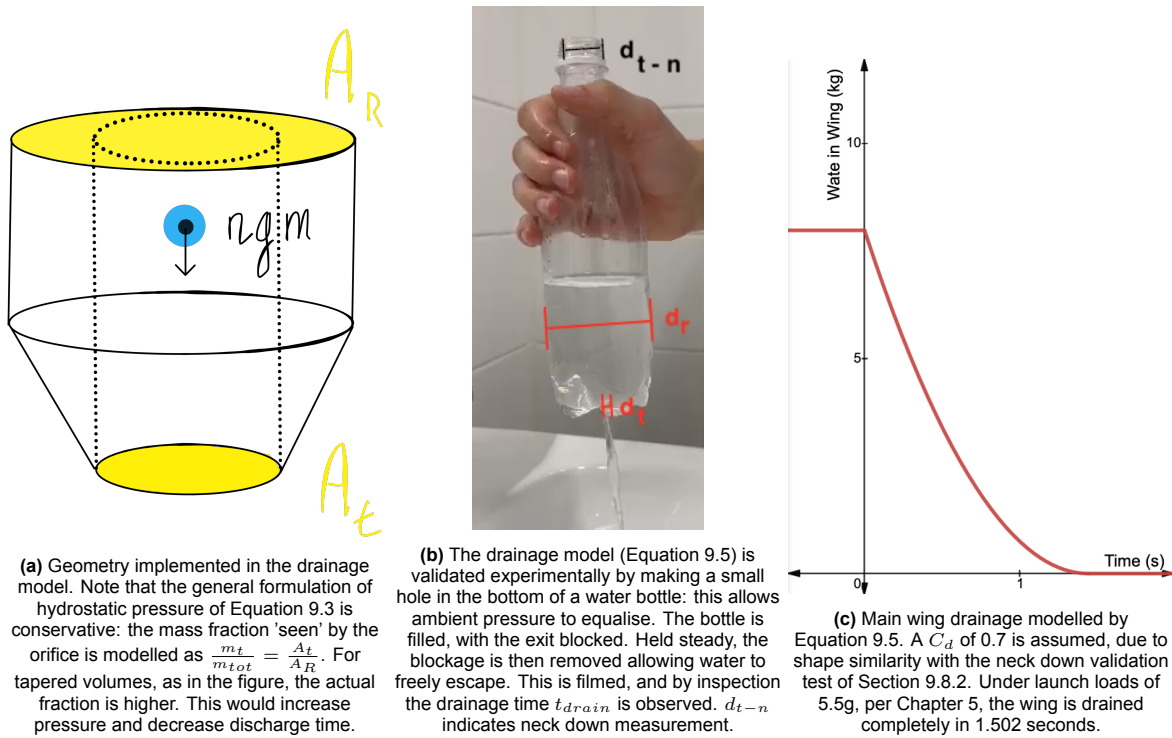 A_R
ngm
A_t
(a) Geometry implemented in the drainage
model. Note that the general formulation of
hydrostatic pressure of Equation 9.3 is
conservative: the mass fraction 'seen' by the
orifice is modelled as m_t/m_tot = A_t/A_R. For
tapered volumes, as in the figure, the actual
fraction is higher. This would increase
pressure and decrease discharge time.
d_t-n
d_r
d_t
(b) The drainage model (Equation 9.5) is
validated experimentally by making a small
hole in the bottom of a water bottle: this allows
ambient pressure to equalise. The bottle is
filled, with the exit blocked. Held steady, the
blockage is then removed allowing water to
freely escape. This is filmed, and by inspection
the drainage time t_drain is observed. d_t-n
indicates neck down measurement.
Wate in Wing (kg)
10
5
0
1
Time (s)
(c) Main wing drainage modelled by
Equation 9.5. A C_d of 0.7 is assumed, due to
shape similarity with the neck down validation
test of Section 9.8.2. Under launch loads of
5.5g, per Chapter 5, the wing is drained
completely in 1.502 seconds.